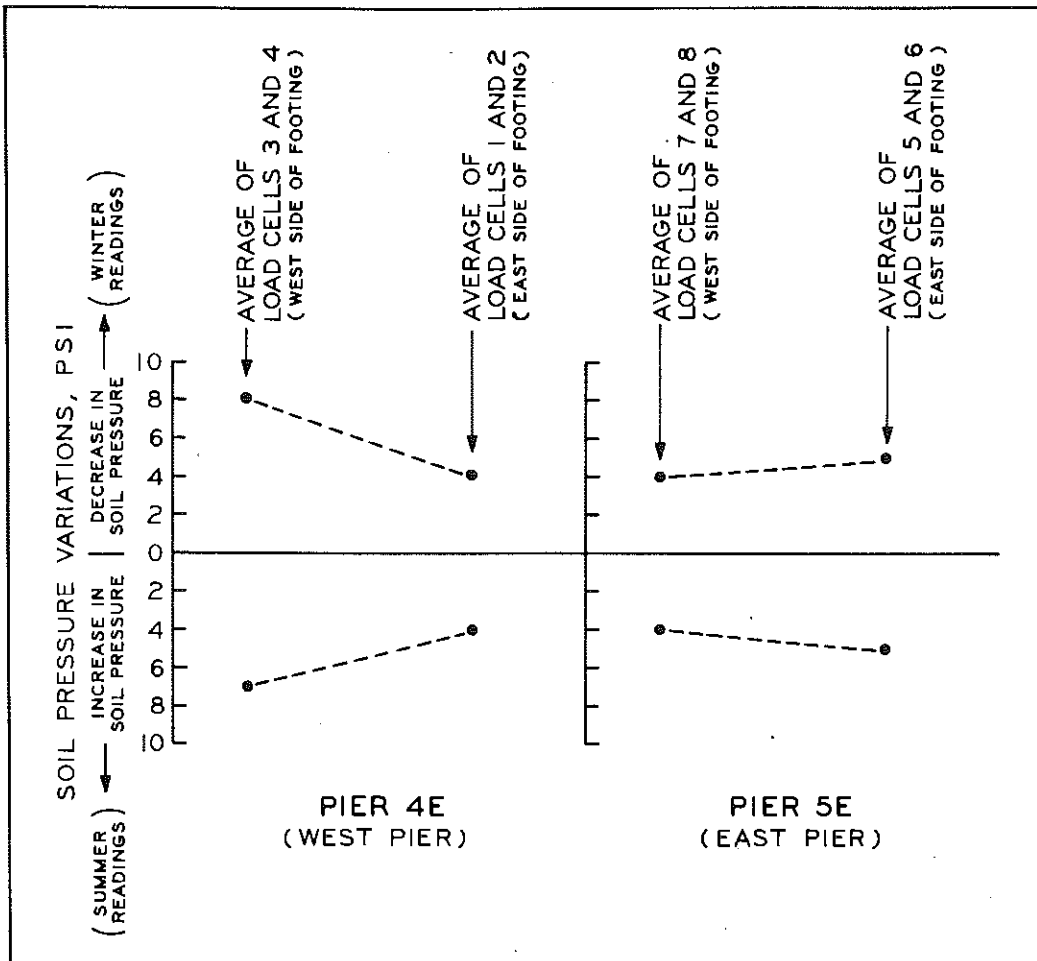 SOIL PRESSURE VARIATIONS, PSI
(WINTER
READINGS)
DECREASE IN
SOIL PRESSURE
INCREASE IN
SOIL PRESSURE
(SUMMER
READINGS)
AVERAGE OF
LOAD CELLS 3 AND 4
(WEST SIDE OF FOOTING)
AVERAGE OF
LOAD CELLS 1 AND 2
(EAST SIDE OF FOOTING)
AVERAGE OF
LOAD CELLS 7 AND 8
(WEST SIDE OF FOOTING)
AVERAGE OF
LOAD CELLS 5 AND 6
(EAST SIDE OF FOOTING)
10
8
6
4
2
0
2
4
6
8
10
PIER 4E
(WEST PIER)
PIER 5E
(EAST PIER)